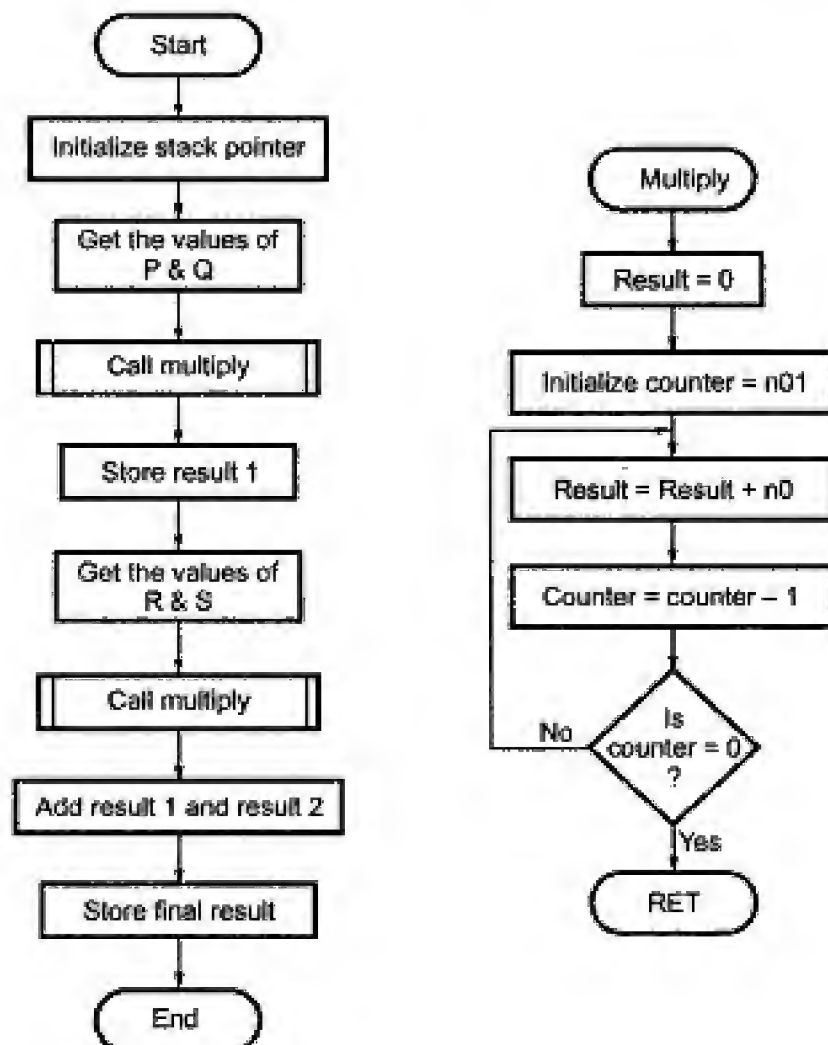 Start
Initialize stack pointer
Get the values of
P & Q
Call multiply
Store result 1
Get the values of
R & S
Call multiply
Add result 1 and result 2
Store final result
End
Multiply
Result = 0
Initialize counter = n01
Result = Result + n0
Counter = counter – 1
Is
counter = 0
?
No
Yes
RET